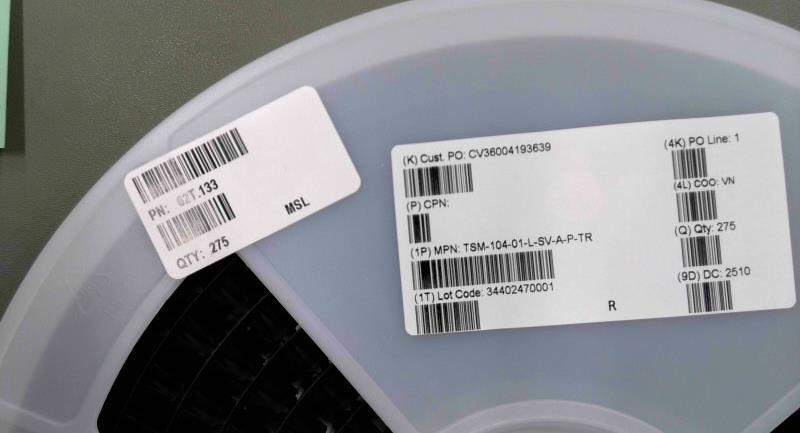 PN: G2T.133
QTY: 275
MSL
(K) Cust. PO: CV36004193639
(P) CPN:
(1P) MPN: TSM-104-01-L-SV-A-P-TR
(1T) Lot Code: 34402470001
R
(4K) PO Line: 1
(4L) COO: VN
(Q) Qty: 275
(9D) DC: 2510